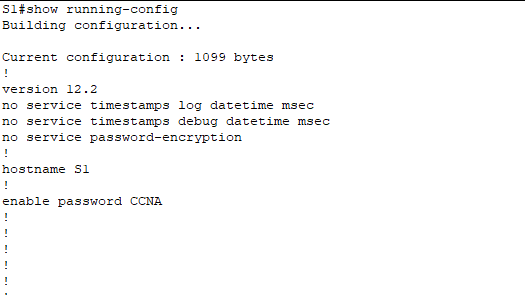 S1#show running-config
Building configuration...
Current configuration : 1099 bytes
!
version 12.2
no service timestamps log datetime msec
no service timestamps debug datetime msec
no service password-encryption
!
hostname S1
!
enable password CCNA
!
!
!
!
!
!